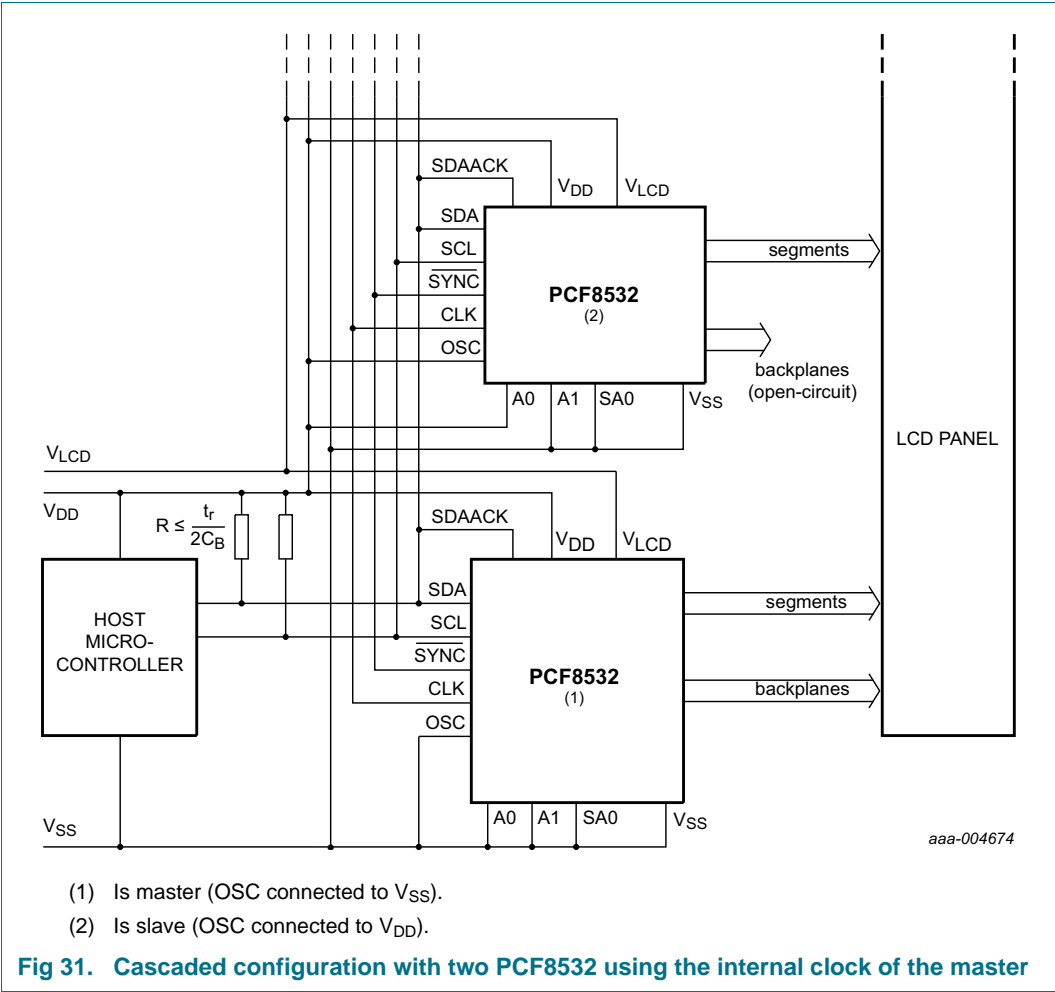 SDAACK
VDD
VLCD
SDA
SCL
SYNC
CLK
OSC
PCF8532
(2)
segments
backplanes
(open-circuit)
A0 A1 SA0 VSS
LCD PANEL
VLCD
VDD
R ≤ tr
2CB
SDAACK
VDD
VLCD
HOST
MICRO-
CONTROLLER
SDA
SCL
SYNC
CLK
OSC
PCF8532
(1)
segments
backplanes
A0 A1 SA0 VSS
VSS
aaa-004674
(1) Is master (OSC connected to VSS).
(2) Is slave (OSC connected to VDD).
Fig 31. Cascaded configuration with two PCF8532 using the internal clock of the master